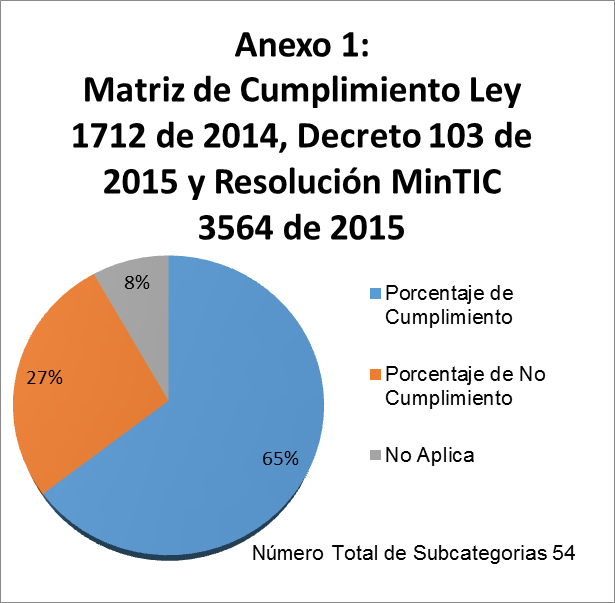 Anexo 1:
Matriz de Cumplimiento Ley
1712 de 2014, Decreto 103 de
2015 y Resolución MinTIC
3564 de 2015
8%
27%
65%
Porcentaje de
Cumplimiento
Porcentaje de No
Cumplimiento
No Aplica
Número Total de Subcategorias 54